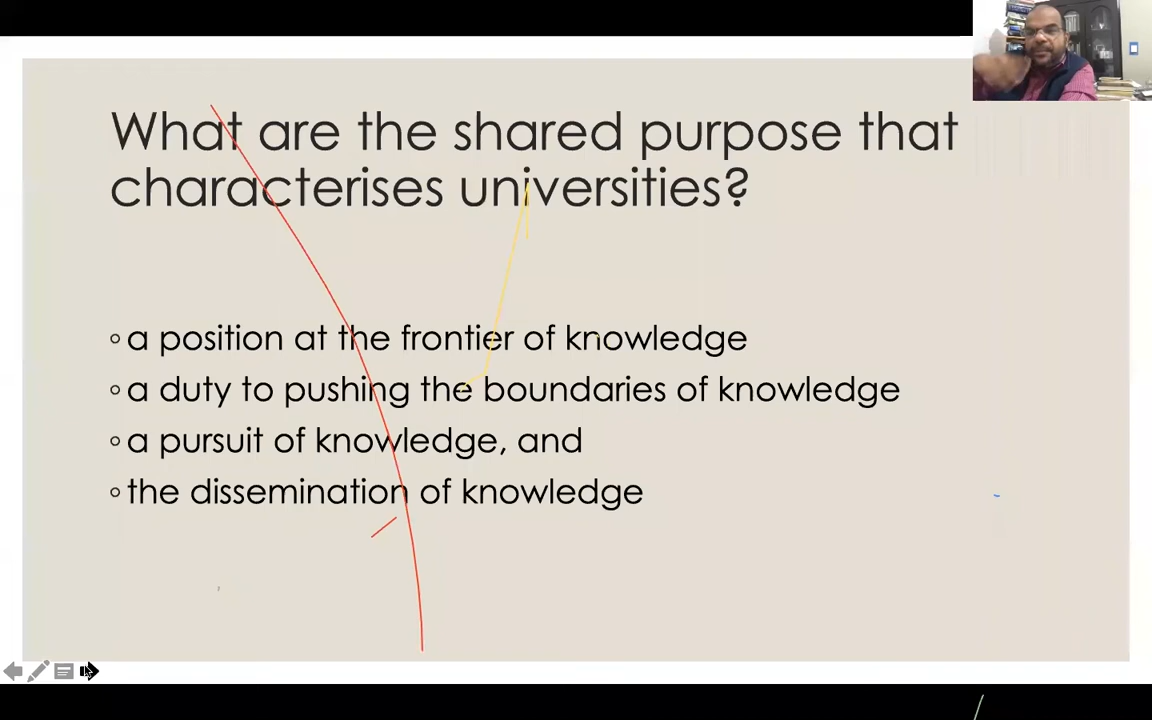 What are the shared purpose that
characterises universities?
◦ a position at the frontier of knowledge
◦ a duty to pushing the boundaries of knowledge
◦ a pursuit of knowledge, and
◦ the dissemination of knowledge